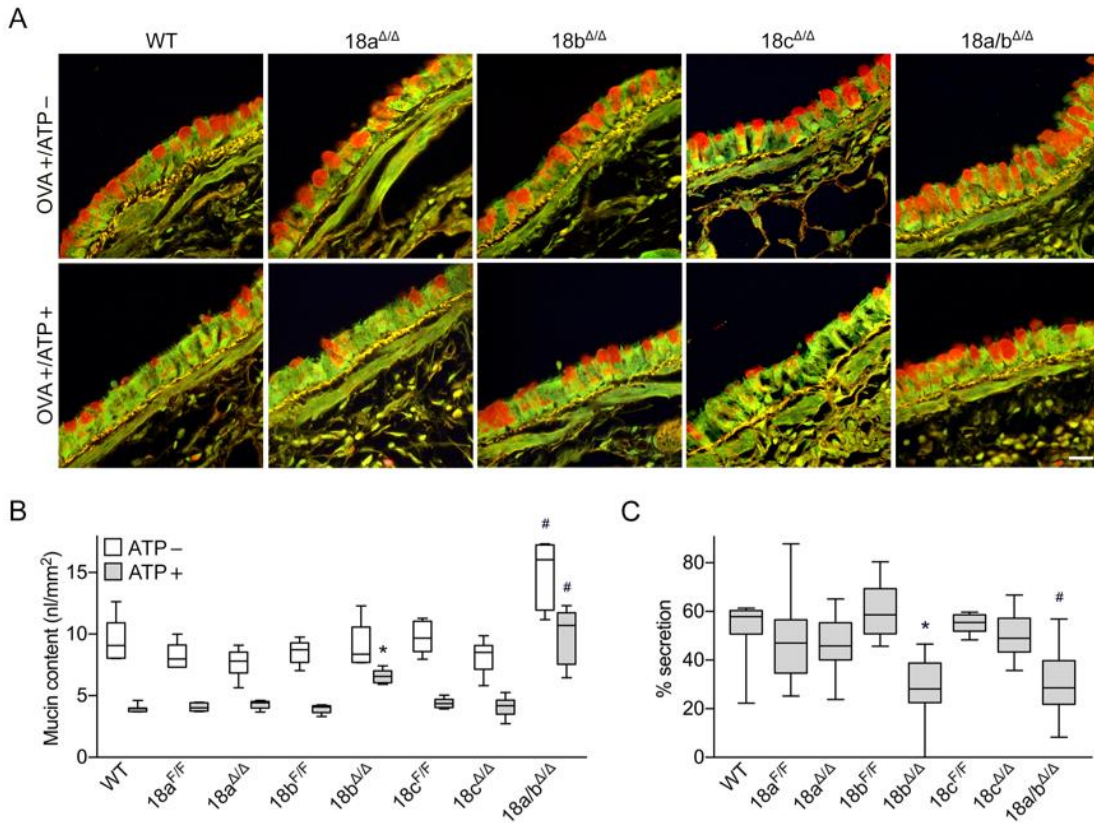 A
WT 18aΔ/Δ 18bΔ/Δ 18cΔ/Δ 18a/bΔ/Δ
OVA+/ATP–
OVA+/ATP+
B
Mucin content (nl/mm²)
ATP–
ATP+
15
10
5
0
*
#
#
WT 18aF/F 18aΔ/Δ 18bF/F 18bΔ/Δ 18cF/F 18cΔ/Δ 18a/bΔ/Δ
C
% secretion
80
60
40
20
0
*
#
WT 18aF/F 18aΔ/Δ 18bF/F 18bΔ/Δ 18cF/F 18cΔ/Δ 18a/bΔ/Δ